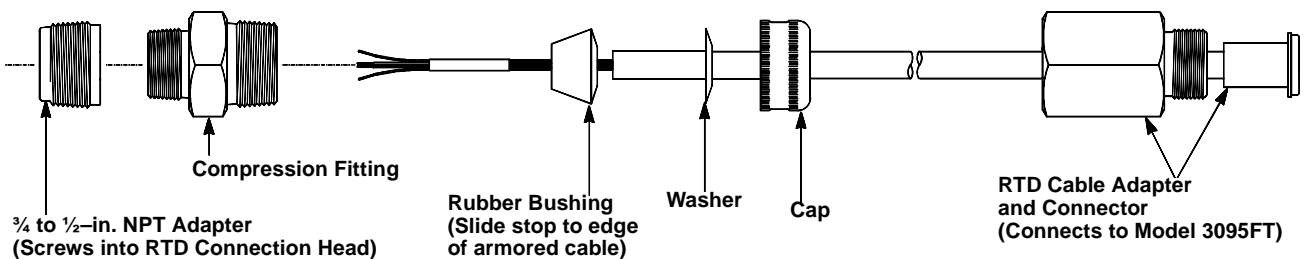 Compression Fitting
¾ to ½–in. NPT Adapter
(Screws into RTD Connection Head)
Rubber Bushing
(Slide stop to edge
of armored cable)
Washer
Cap
RTD Cable Adapter
and Connector
(Connects to Model 3095FT)